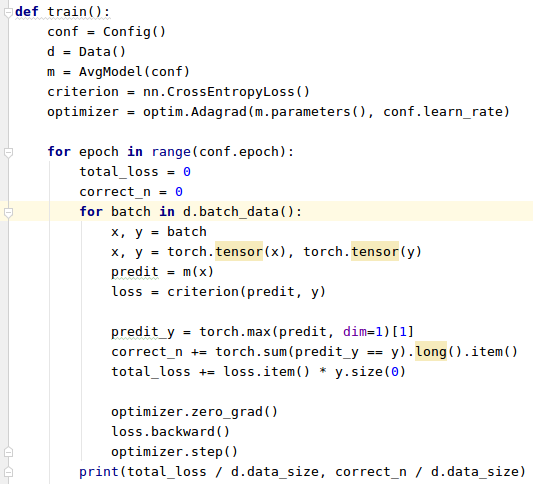 def train():
    conf = Config()
    d = Data()
    m = AvgModel(conf)
    criterion = nn.CrossEntropyLoss()
    optimizer = optim.Adagrad(m.parameters(), conf.learn_rate)

    for epoch in range(conf.epoch):
        total_loss = 0
        correct_n = 0
        for batch in d.batch_data():
            x, y = batch
            x, y = torch.tensor(x), torch.tensor(y)
            predit = m(x)
            loss = criterion(predit, y)

            predit_y = torch.max(predit, dim=1)[1]
            correct_n += torch.sum(predit_y == y).long().item()
            total_loss += loss.item() * y.size(0)

            optimizer.zero_grad()
            loss.backward()
            optimizer.step()
        print(total_loss / d.data_size, correct_n / d.data_size)